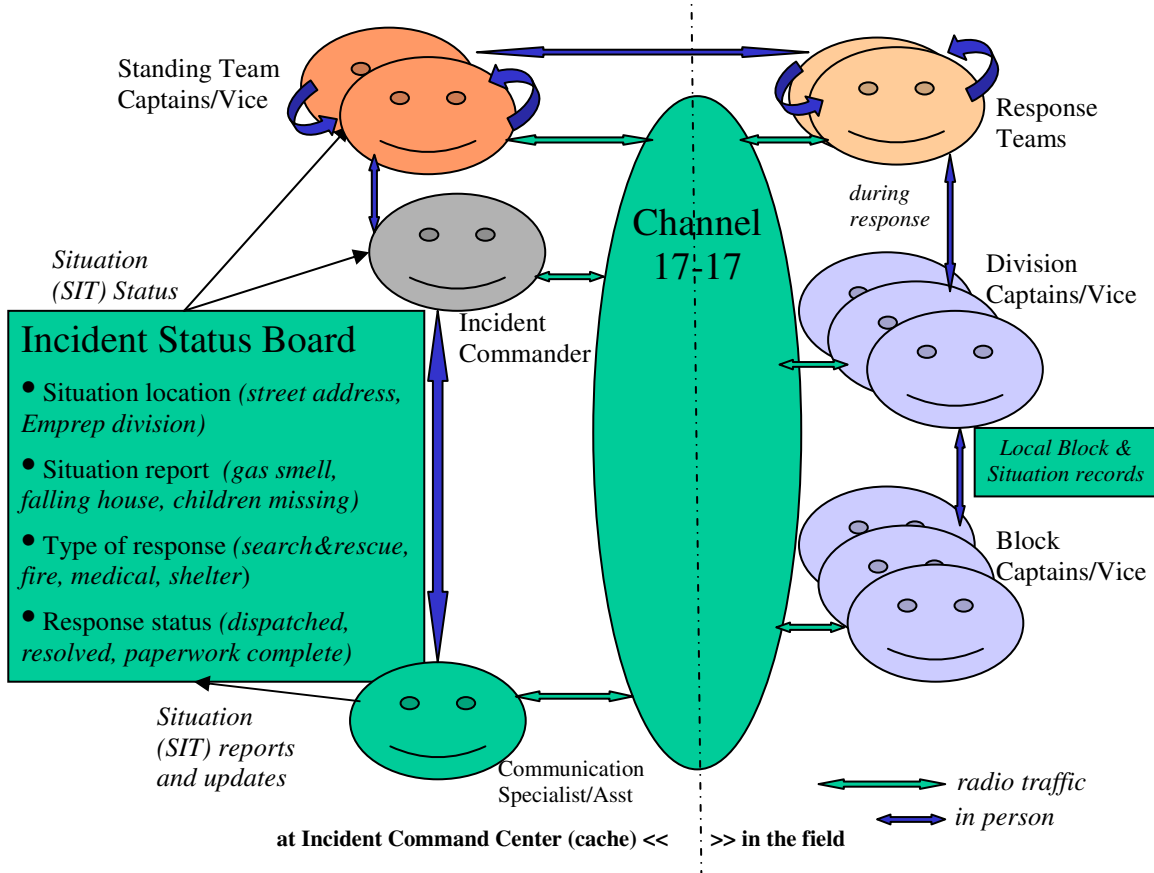 Standing Team
Captains/Vice
Response
Teams
during
response
Channel
17-17
Situation
(SIT) Status
Incident
Commander
Division
Captains/Vice
Incident Status Board
• Situation location (street address,
Emprep division)
• Situation report (gas smell,
falling house, children missing)
• Type of response (search&rescue,
fire, medical, shelter)
• Response status (dispatched,
resolved, paperwork complete)
Local Block &
Situation records
Block
Captains/Vice
Situation
(SIT) reports
and updates
Communication
Specialist/Asst
radio traffic
in person
at Incident Command Center (cache) << >> in the field